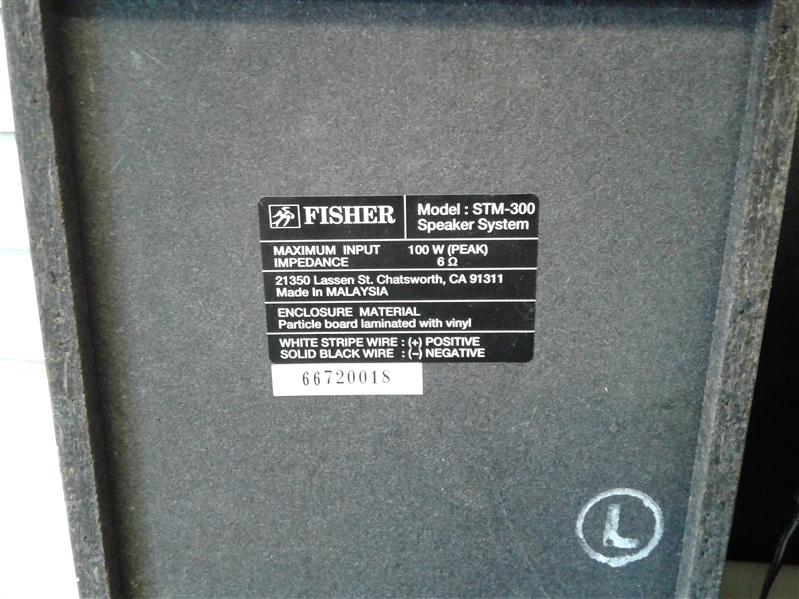 FISHER
Model : STM-300
Speaker System
MAXIMUM INPUT 100 W (PEAK)
IMPEDANCE 6 Ω
21350 Lassen St. Chatsworth, CA 91311
Made In MALAYSIA
ENCLOSURE MATERIAL
Particle board laminated with vinyl
WHITE STRIPE WIRE : (+) POSITIVE
SOLID BLACK WIRE : (−) NEGATIVE
66720018
L